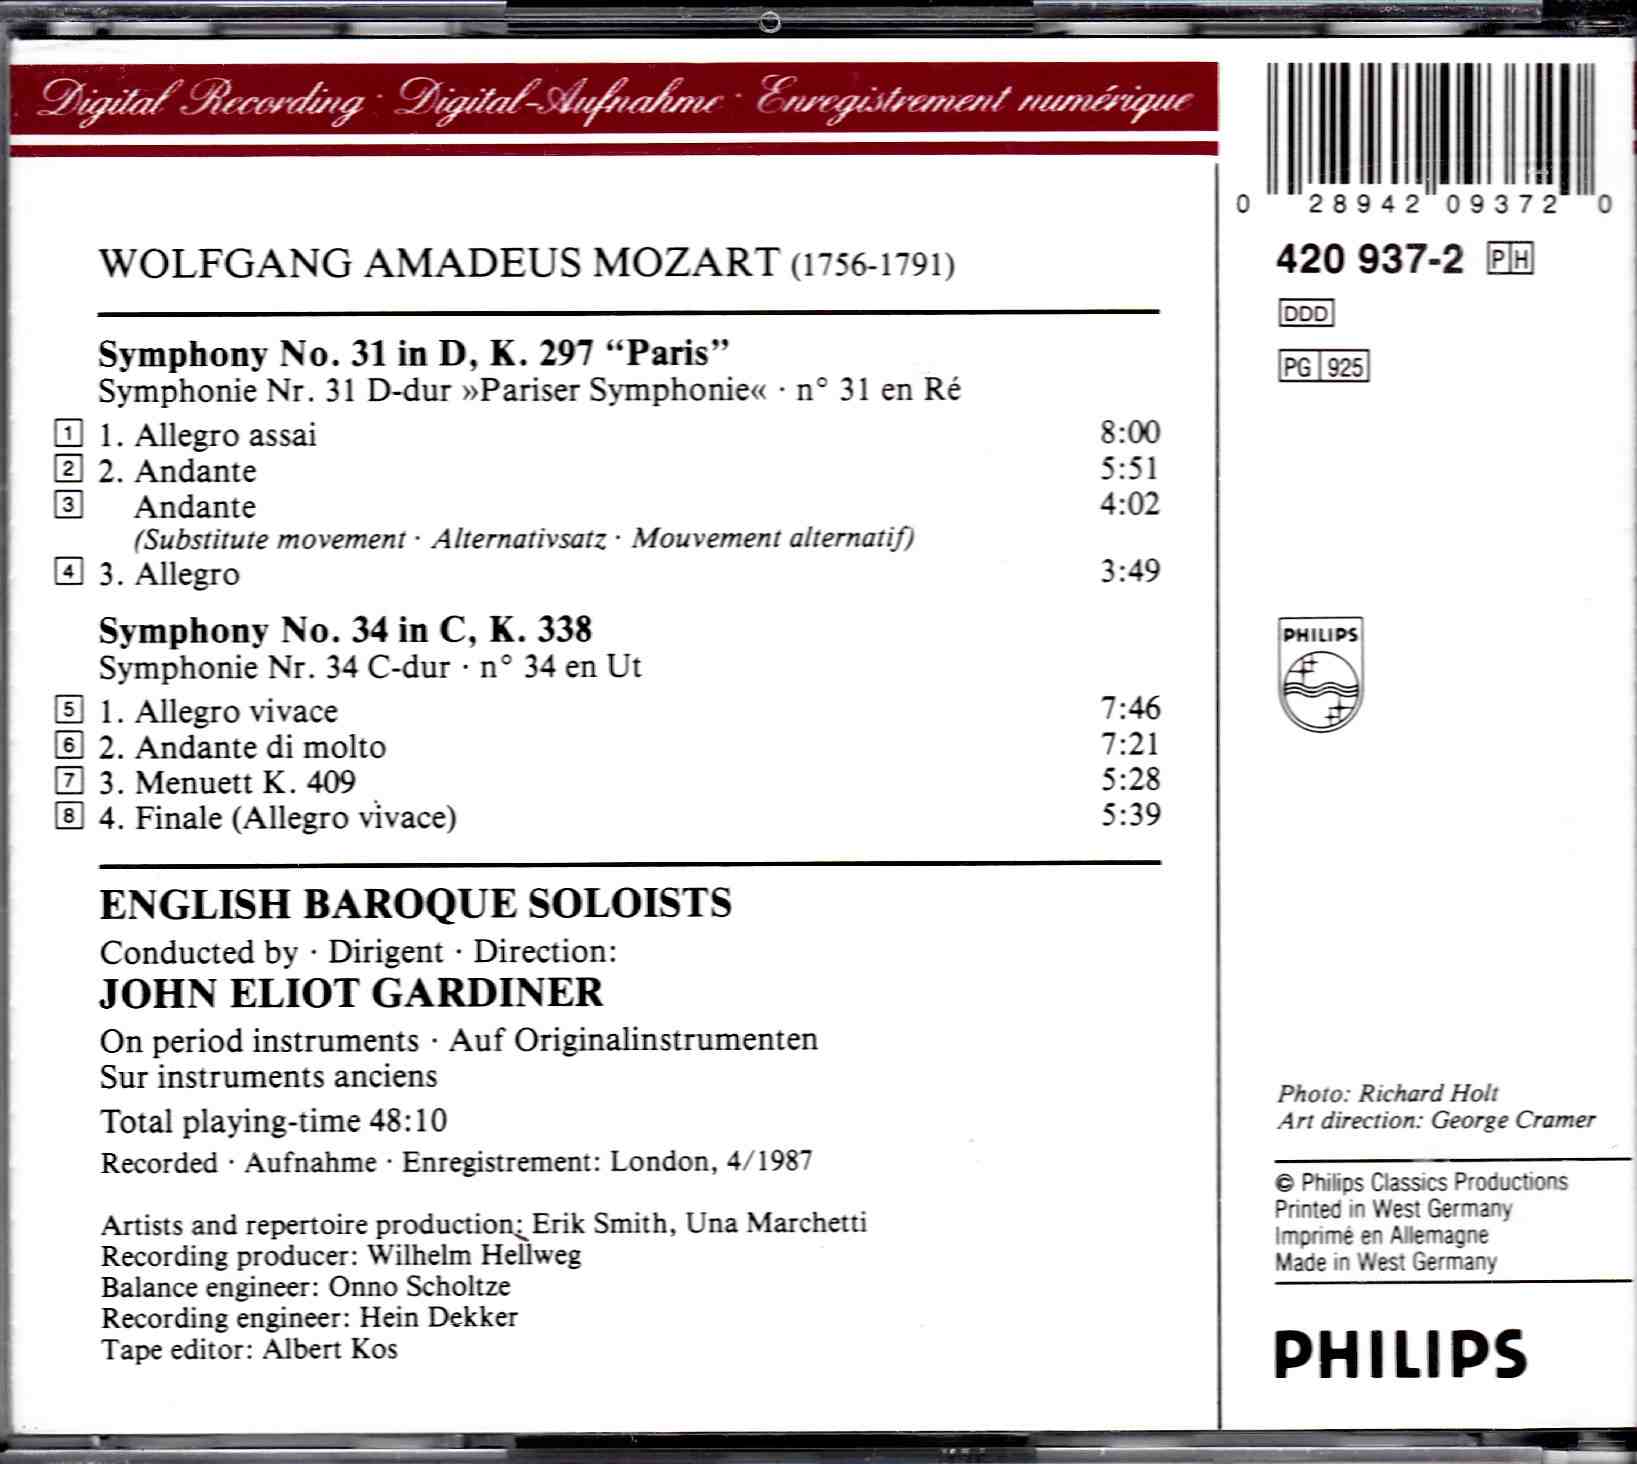 Digital Recording · Digital-Aufnahme · Enregistrement numérique
WOLFGANG AMADEUS MOZART (1756-1791)
Symphony No. 31 in D, K. 297 “Paris”
Symphonie Nr. 31 D-dur »Pariser Symphonie« · n° 31 en Ré
1 1. Allegro assai 8:00
2 2. Andante 5:51
3 Andante 4:02
(Substitute movement · Alternativsatz · Mouvement alternatif)
4 3. Allegro 3:49
Symphony No. 34 in C, K. 338
Symphonie Nr. 34 C-dur · n° 34 en Ut
5 1. Allegro vivace 7:46
6 2. Andante di molto 7:21
7 3. Menuett K. 409 5:28
8 4. Finale (Allegro vivace) 5:39
ENGLISH BAROQUE SOLOISTS
Conducted by · Dirigent · Direction:
JOHN ELIOT GARDINER
On period instruments · Auf Originalinstrumenten
Sur instruments anciens
Total playing-time 48:10
Recorded · Aufnahme · Enregistrement: London, 4/1987
Artists and repertoire production: Erik Smith, Una Marchetti
Recording producer: Wilhelm Hellweg
Balance engineer: Onno Scholtze
Recording engineer: Hein Dekker
Tape editor: Albert Kos
0 28942 09372 0
420 937-2 PH
DDD
PG 925
PHILIPS
Photo: Richard Holt
Art direction: George Cramer
© Philips Classics Productions
Printed in West Germany
Imprimé en Allemagne
Made in West Germany
PHILIPS